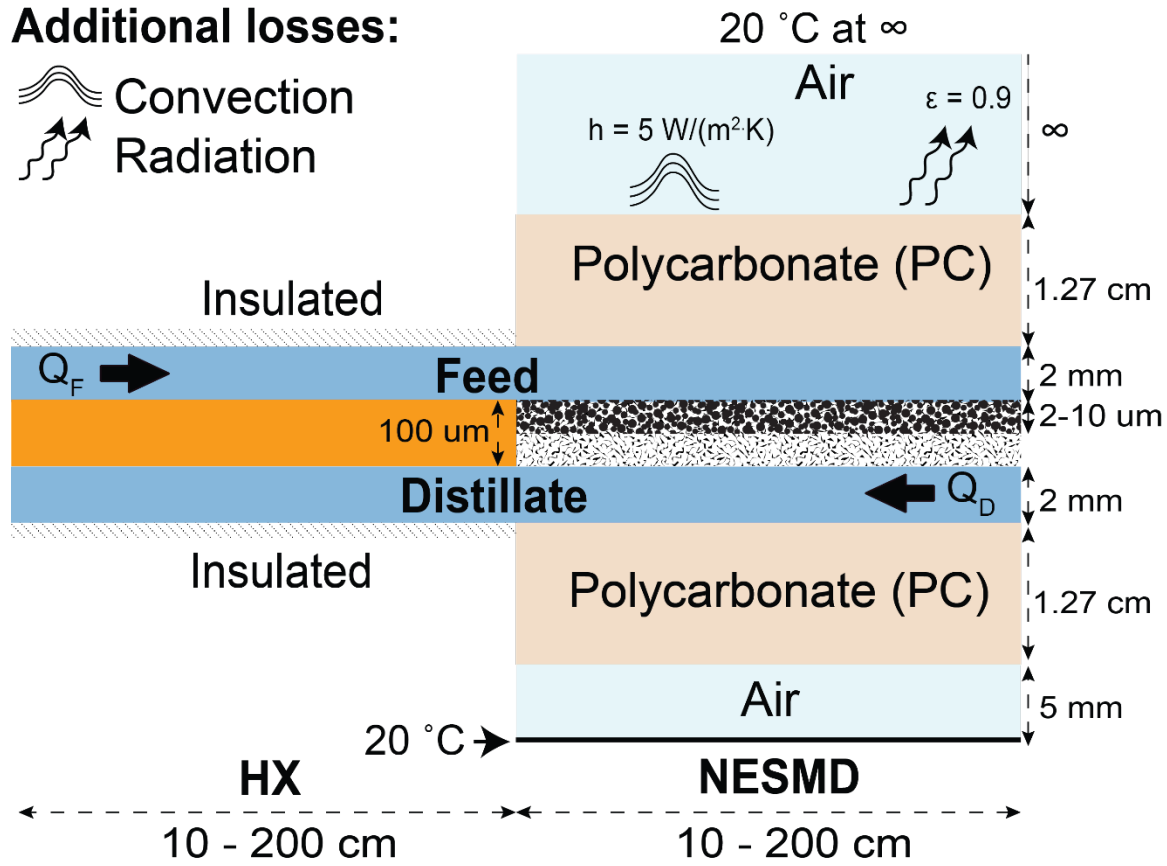 Additional losses:
Convection
Radiation
20 °C at ∞
Air
h = 5 W/(m²·K)
ε = 0.9
∞
Polycarbonate (PC)
1.27 cm
Insulated
Q_F
Feed
2 mm
100 um
2-10 um
Distillate
Q_D
2 mm
Insulated
Polycarbonate (PC)
1.27 cm
Air
5 mm
20 °C
HX
NESMD
10 - 200 cm
10 - 200 cm